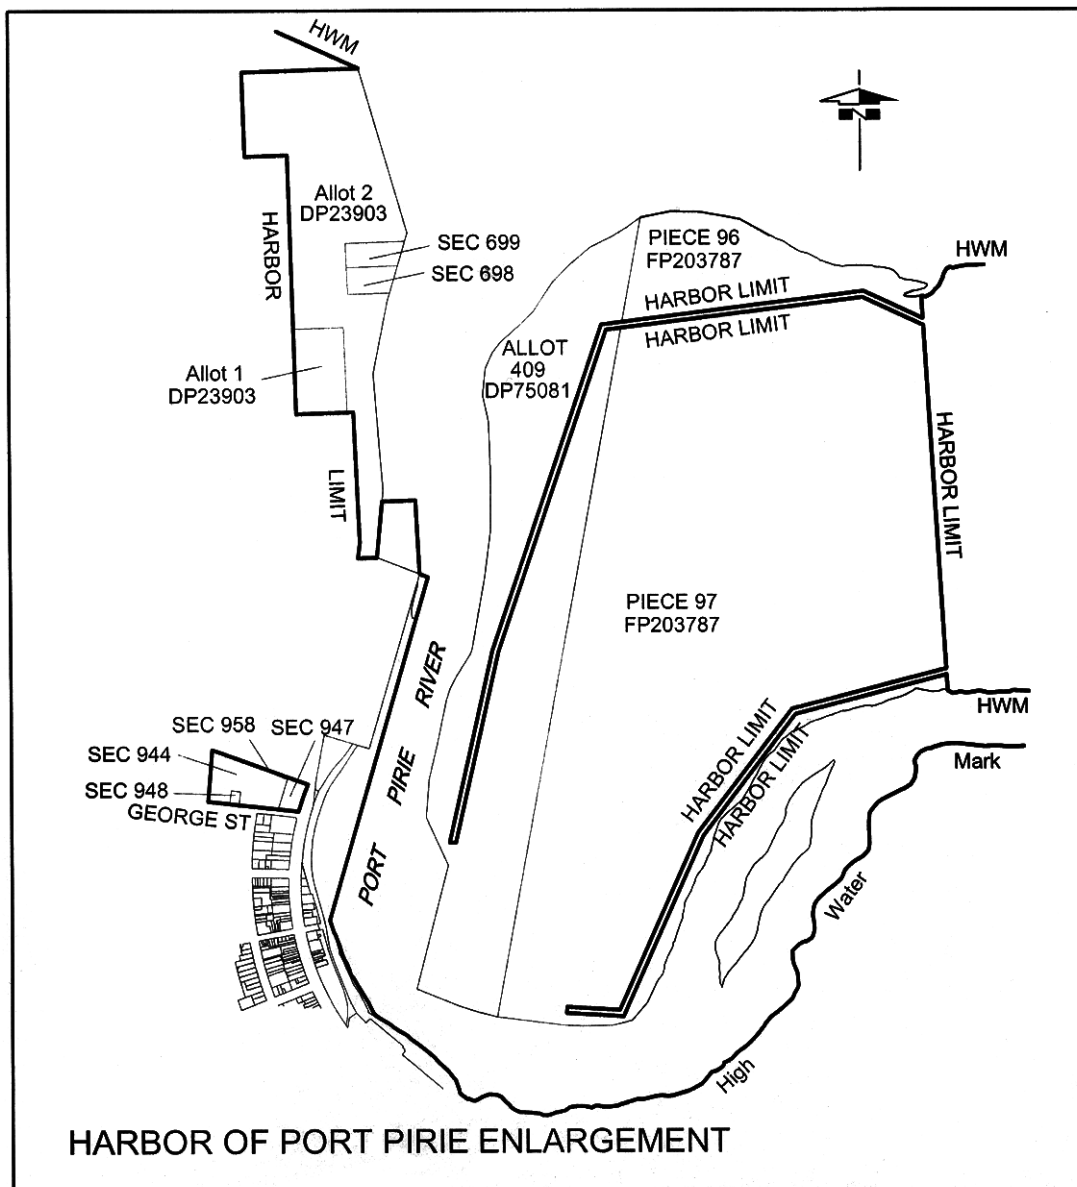 HWM
Allot 2
DP23903
HARBOR
SEC 699
SEC 698
PIECE 96
FP203787
HWM
HARBOR LIMIT
HARBOR LIMIT
ALLOT
409
DP75081
Allot 1
DP23903
LIMIT
HARBOR LIMIT
PIECE 97
FP203787
PORT PIRIE RIVER
SEC 958
SEC 947
SEC 944
SEC 948
GEORGE ST
HARBOR LIMIT
HARBOR LIMIT
HWM
High Water Mark
N
HARBOR OF PORT PIRIE ENLARGEMENT